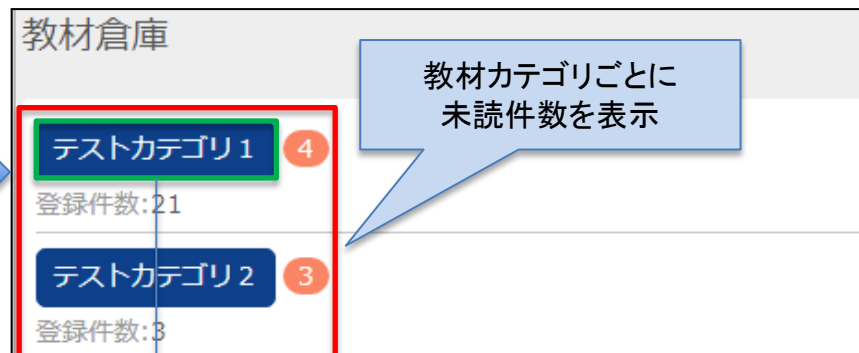 教材倉庫
教材カテゴリごとに
未読件数を表示
テストカテゴリ1 4
登録件数:21
テストカテゴリ2 3
登録件数:3